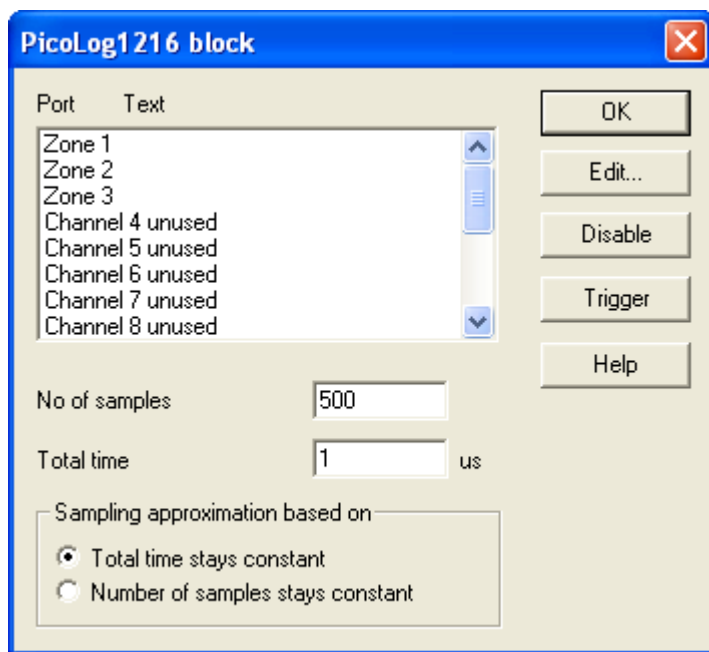 PicoLog1216 block
Port Text
Zone 1
Zone 2
Zone 3
Channel 4 unused
Channel 5 unused
Channel 6 unused
Channel 7 unused
Channel 8 unused
OK
Edit...
Disable
Trigger
Help
No of samples 500
Total time 1 us
Sampling approximation based on
Total time stays constant
Number of samples stays constant